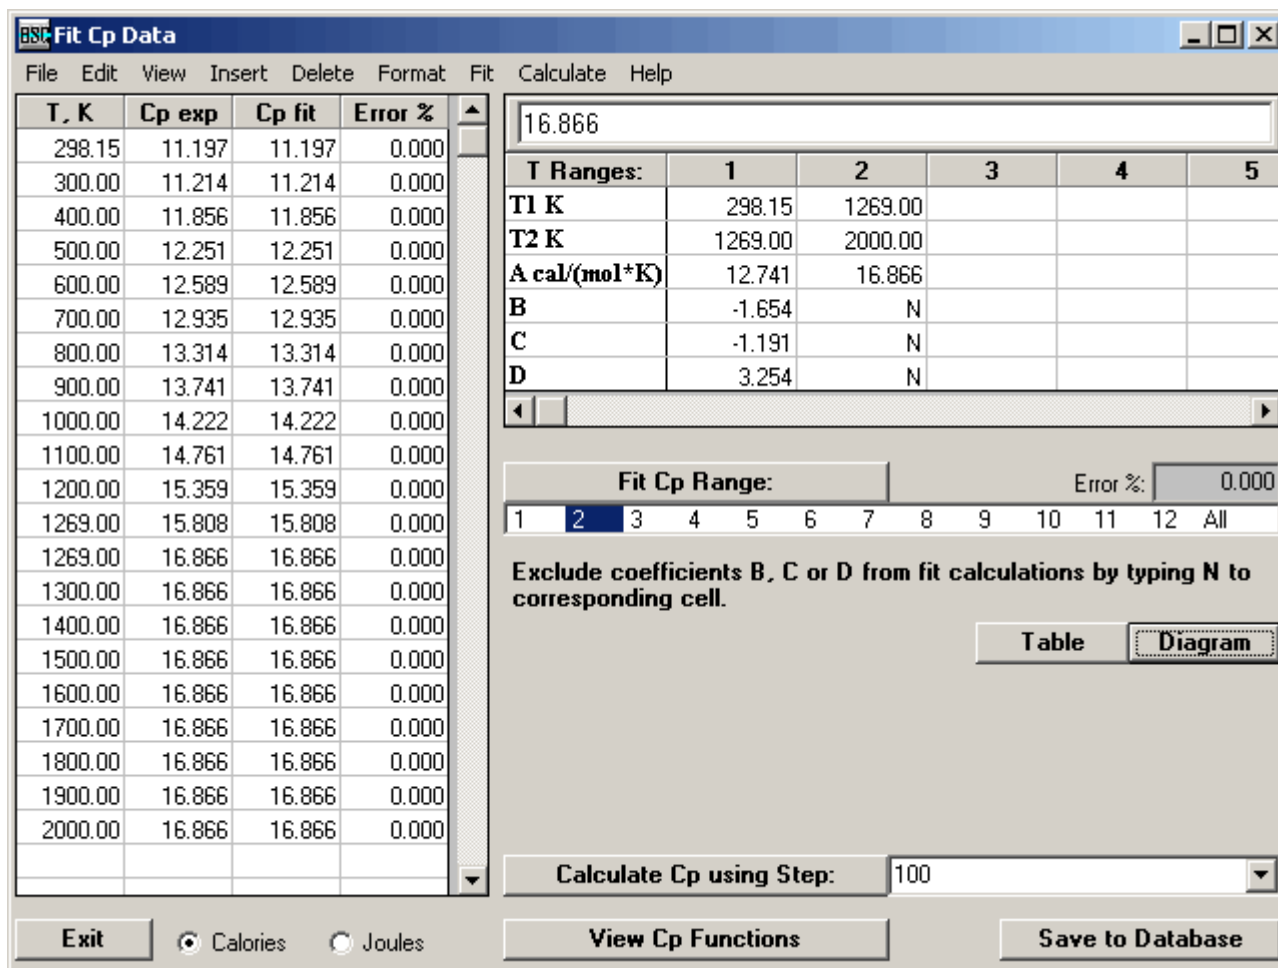 HSC Fit Cp Data
File Edit View Insert Delete Format Fit Calculate Help
T, K Cp exp Cp fit Error %
298.15 11.197 11.197 0.000
300.00 11.214 11.214 0.000
400.00 11.856 11.856 0.000
500.00 12.251 12.251 0.000
600.00 12.589 12.589 0.000
700.00 12.935 12.935 0.000
800.00 13.314 13.314 0.000
900.00 13.741 13.741 0.000
1000.00 14.222 14.222 0.000
1100.00 14.761 14.761 0.000
1200.00 15.359 15.359 0.000
1269.00 15.808 15.808 0.000
1269.00 16.866 16.866 0.000
1300.00 16.866 16.866 0.000
1400.00 16.866 16.866 0.000
1500.00 16.866 16.866 0.000
1600.00 16.866 16.866 0.000
1700.00 16.866 16.866 0.000
1800.00 16.866 16.866 0.000
1900.00 16.866 16.866 0.000
2000.00 16.866 16.866 0.000
16.866
T Ranges: 1 2 3 4 5
T1 K 298.15 1269.00
T2 K 1269.00 2000.00
A cal/(mol*K) 12.741 16.866
B -1.654 N
C -1.191 N
D 3.254 N
Fit Cp Range: Error %: 0.000
1 2 3 4 5 6 7 8 9 10 11 12 All
Exclude coefficients B, C or D from fit calculations by typing N to
corresponding cell.
Table Diagram
Calculate Cp using Step: 100
Exit Calories Joules View Cp Functions Save to Database